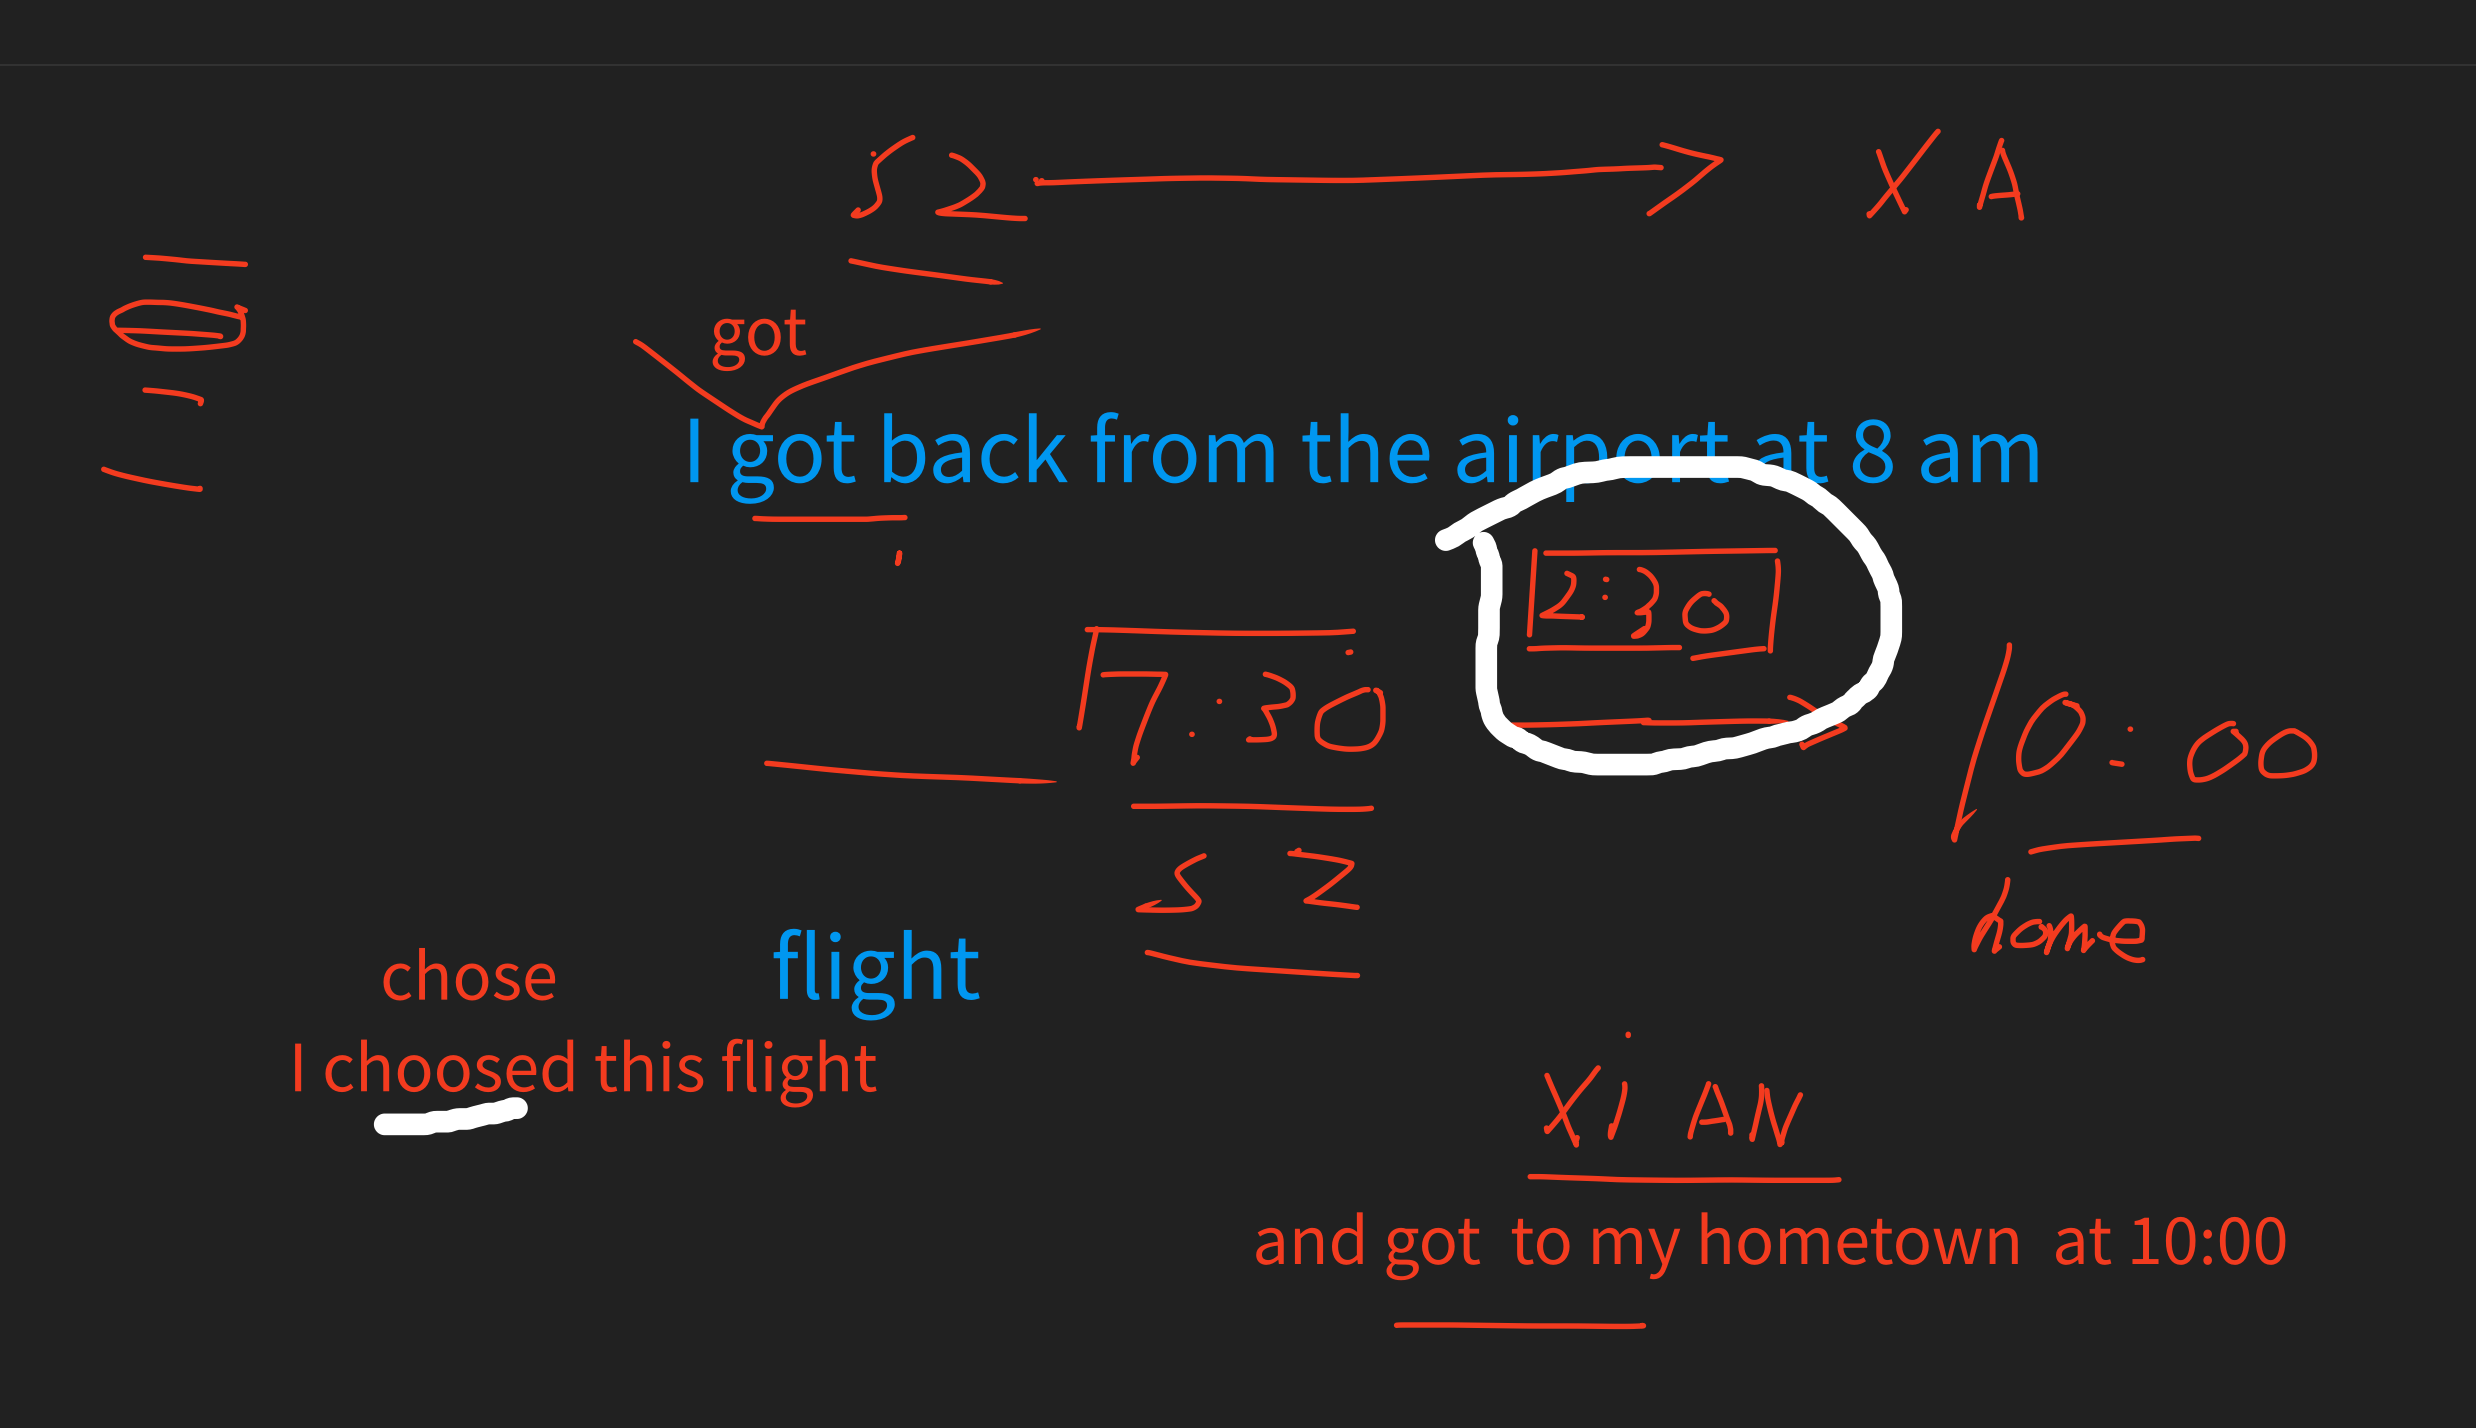 SZ XA
got
I got back from the airport at 8 am
2:30
7:30
10:00
SZ
home
chose flight
I choosed this flight
Xi AN
and got to my hometown at 10:00